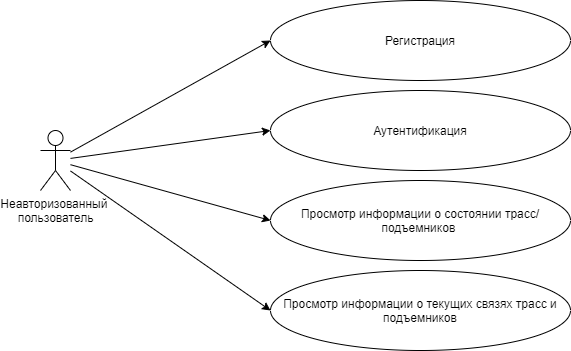 Регистрация
Аутентификация
Неавторизованный
пользователь
Просмотр информации о состоянии трасс/
подъемников
Просмотр информации о текущих связях трасс и
подъемников